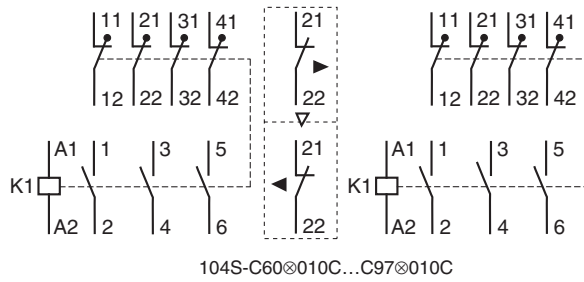 11 21 31 41 21 11 21 31 41
12 22 32 42 22 12 22 32 42
A1 1 3 5 21 A1 1 3 5
K1 K1
A2 2 4 6 22 A2 2 4 6
104S-C60⊗010C...C97⊗010C